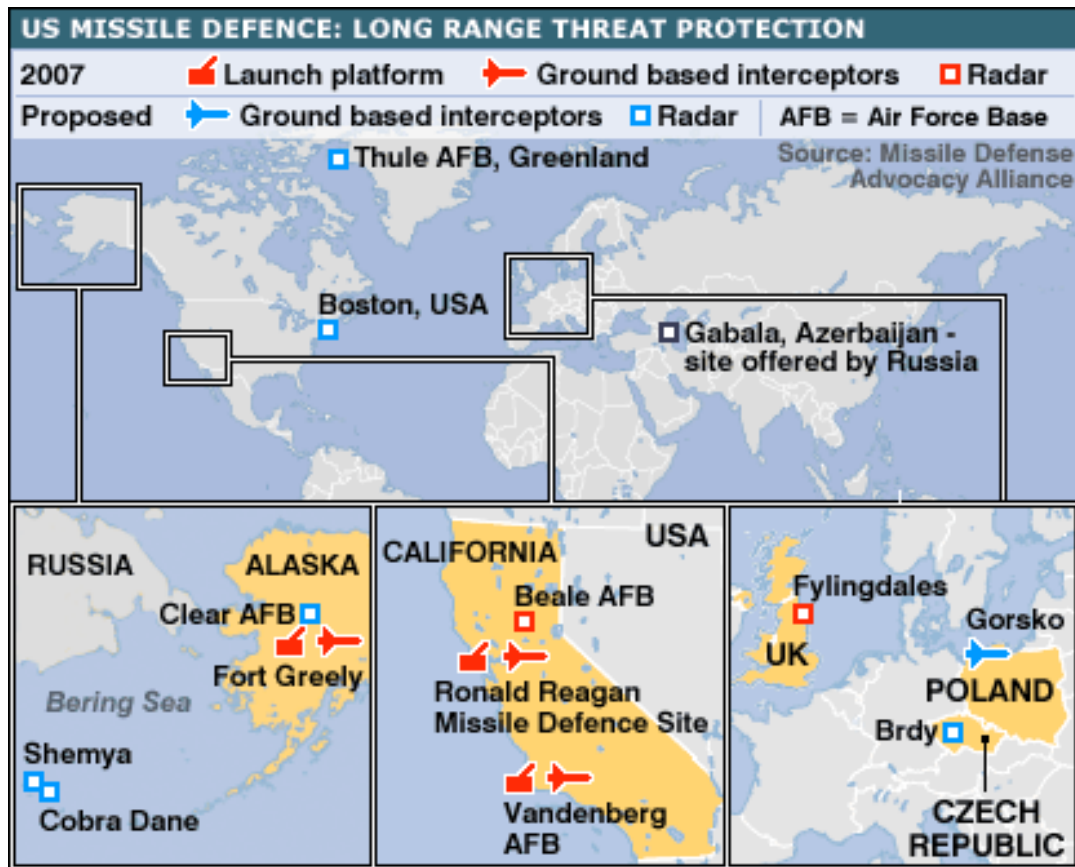 US MISSILE DEFENCE: LONG RANGE THREAT PROTECTION
2007 Launch platform Ground based interceptors Radar
Proposed Ground based interceptors Radar AFB = Air Force Base
Thule AFB, Greenland
Source: Missile Defense
Advocacy Alliance
Boston, USA
Gabala, Azerbaijan -
site offered by Russia
RUSSIA
ALASKA
Clear AFB
Fort Greely
Bering Sea
Shemya
Cobra Dane
USA
CALIFORNIA
Beale AFB
Ronald Reagan
Missile Defence Site
Vandenberg
AFB
Fylingdales
Gorsko
UK
POLAND
Brdy
CZECH
REPUBLIC